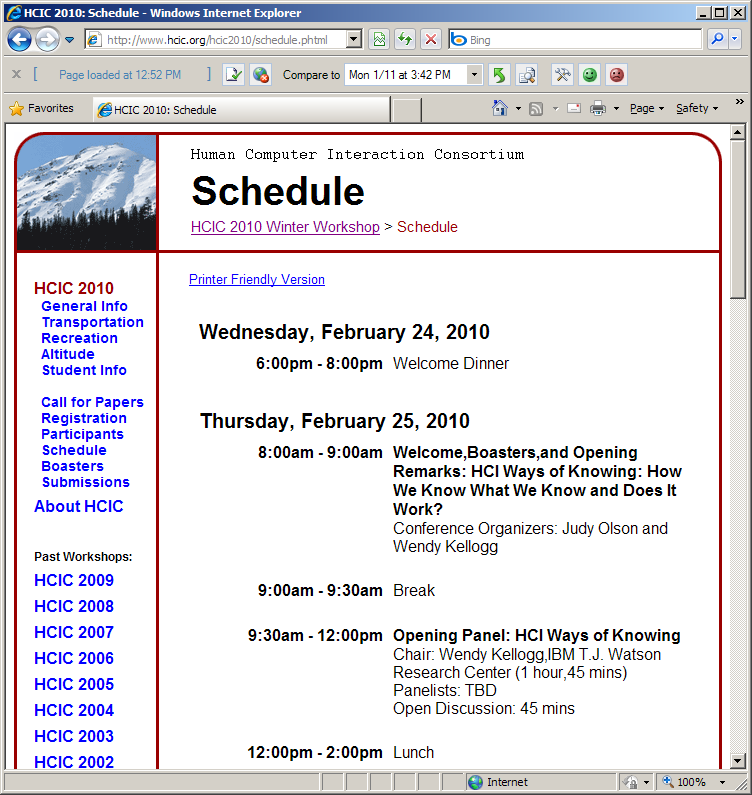 HCIC 2010: Schedule - Windows Internet Explorer
http://www.hcic.org/hcic2010/schedule.phtml
Bing
Page loaded at 12:52 PM
Compare to
Mon 1/11 at 3:42 PM
Favorites
HCIC 2010: Schedule
Page
Safety
Human Computer Interaction Consortium
Schedule
HCIC 2010 Winter Workshop > Schedule
HCIC 2010
General Info
Transportation
Recreation
Altitude
Student Info
Call for Papers
Registration
Participants
Schedule
Boasters
Submissions
About HCIC
Past Workshops:
HCIC 2009
HCIC 2008
HCIC 2007
HCIC 2006
HCIC 2005
HCIC 2004
HCIC 2003
HCIC 2002
Printer Friendly Version
Wednesday, February 24, 2010
6:00pm - 8:00pm Welcome Dinner
Thursday, February 25, 2010
8:00am - 9:00am Welcome,Boasters,and Opening
Remarks: HCI Ways of Knowing: How
We Know What We Know and Does It
Work?
Conference Organizers: Judy Olson and
Wendy Kellogg
9:00am - 9:30am Break
9:30am - 12:00pm Opening Panel: HCI Ways of Knowing
Chair: Wendy Kellogg,IBM T.J. Watson
Research Center (1 hour,45 mins)
Panelists: TBD
Open Discussion: 45 mins
12:00pm - 2:00pm Lunch
Internet
100%